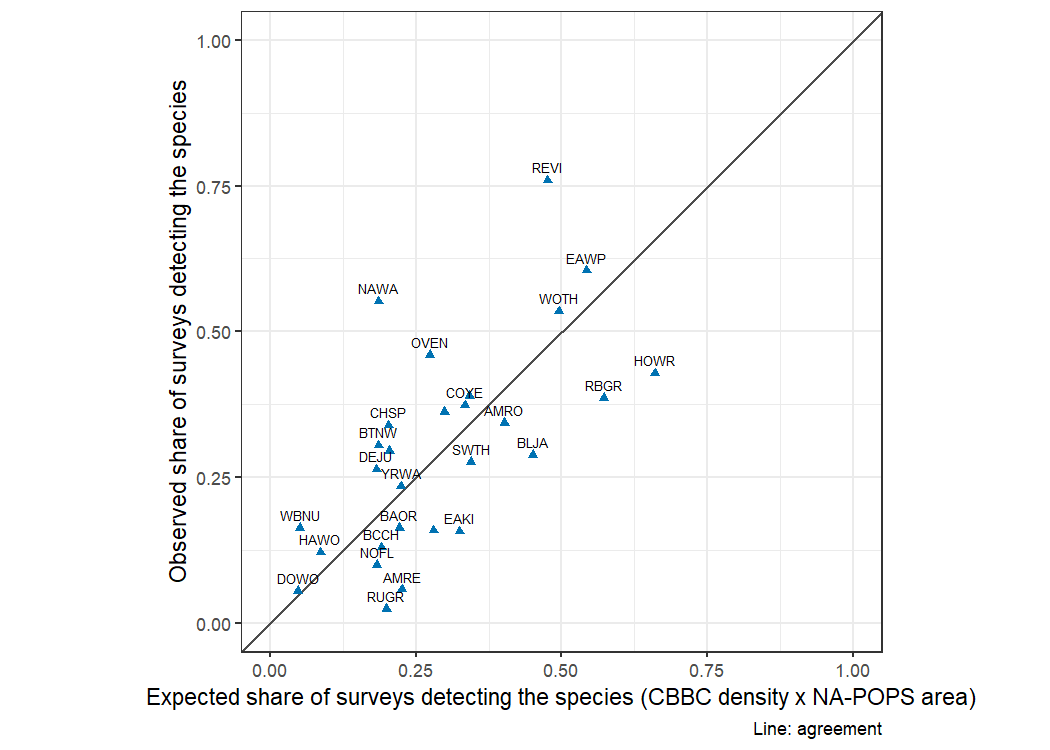 Observed share of surveys detecting the species
1.00
0.75
0.50
0.25
0.00
REVI
EAWP
NAWA
WOTH
OVEN
HOWR
RBGR
COYE
CHSP
AMRO
BTNW
BLJA
SWTH
DEJU
YRWA
WBNU
BAOR
EAKI
HAWO
BCCH
NOFL
DOWO
AMRE
RUGR
0.00 0.25 0.50 0.75 1.00
Expected share of surveys detecting the species (CBBC density x NA-POPS area)
Line: agreement